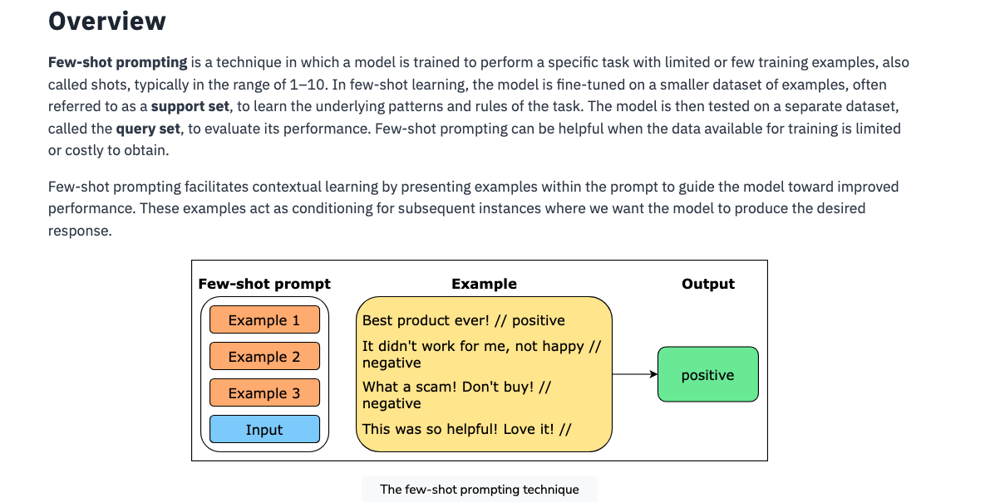 Overview
Few-shot prompting is a technique in which a model is trained to perform a specific task with limited or few training examples, also
called shots, typically in the range of 1–10. In few-shot learning, the model is fine-tuned on a smaller dataset of examples, often
referred to as a support set, to learn the underlying patterns and rules of the task. The model is then tested on a separate dataset,
called the query set, to evaluate its performance. Few-shot prompting can be helpful when the data available for training is limited
or costly to obtain.
Few-shot prompting facilitates contextual learning by presenting examples within the prompt to guide the model toward improved
performance. These examples act as conditioning for subsequent instances where we want the model to produce the desired
response.
Few-shot prompt
Example 1
Example 2
Example 3
Input
Example
Best product ever! // positive
It didn't work for me, not happy //
negative
What a scam! Don't buy! //
negative
This was so helpful! Love it! //
Output
positive
The few-shot prompting technique